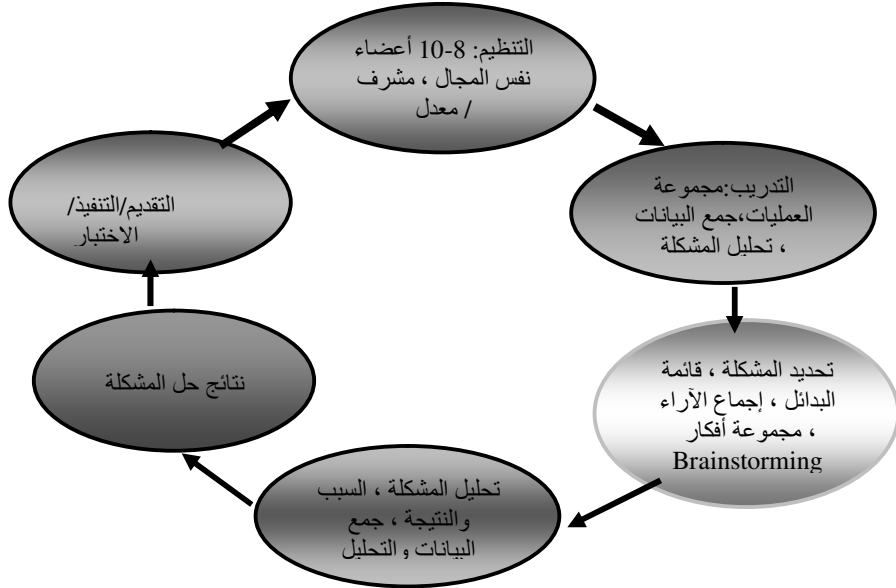 التنظيم: 8-10 أعضاء
نفس المجال ، مشرف
/ معدل
التدريب:مجموعة
العمليات،جمع البيانات
، تحليل المشكلة
تحديد المشكلة ، قائمة
البدائل ، إجماع الآراء
، مجموعة أفكار
Brainstorming
تحليل المشكلة ، السبب
والنتيجة ، جمع
البيانات والتحليل
نتائج حل المشكلة
التقديم/التنفيذ/
الاختبار